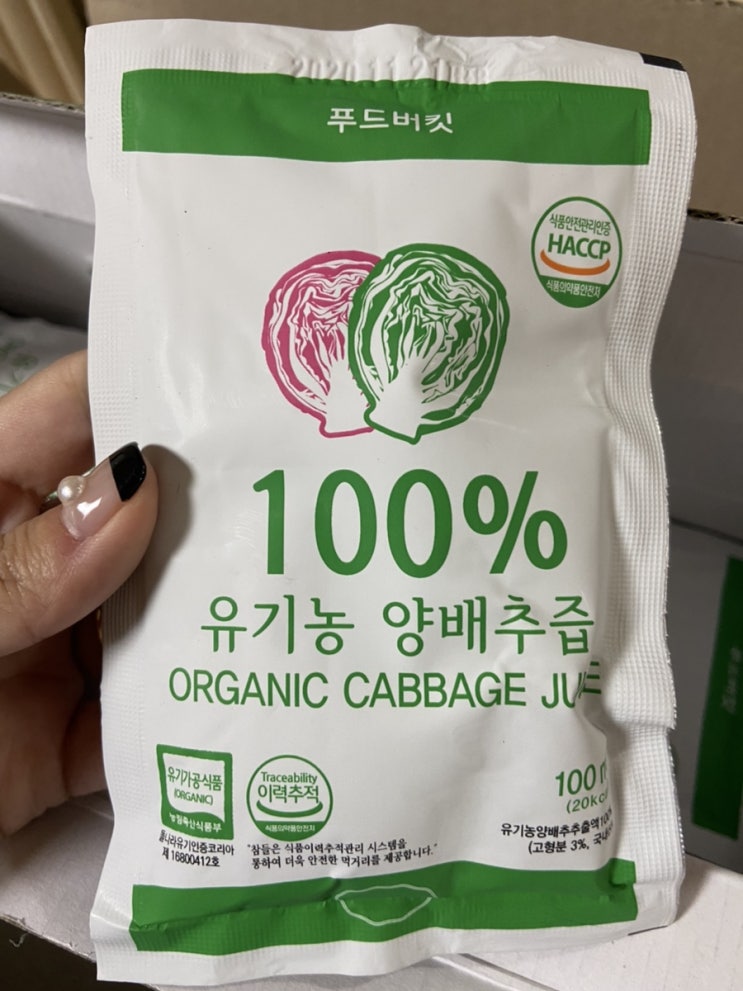 푸드버킷
식품안전관리인증
HACCP
식품의약품안전처
100%
유기농 양배추즙
ORGANIC CABBAGE
유기가공식품
(ORGANIC)
농림축산식품부
제 16800412호
Traceability
이력추적
식품의약품안전처
"참들은 식품이력추적관리 시스템을
통하여 더욱 안전한 먹거리를 제공합니다."
100
(20kc
유기농양배추추출액100
(고형분 3%, 국내산